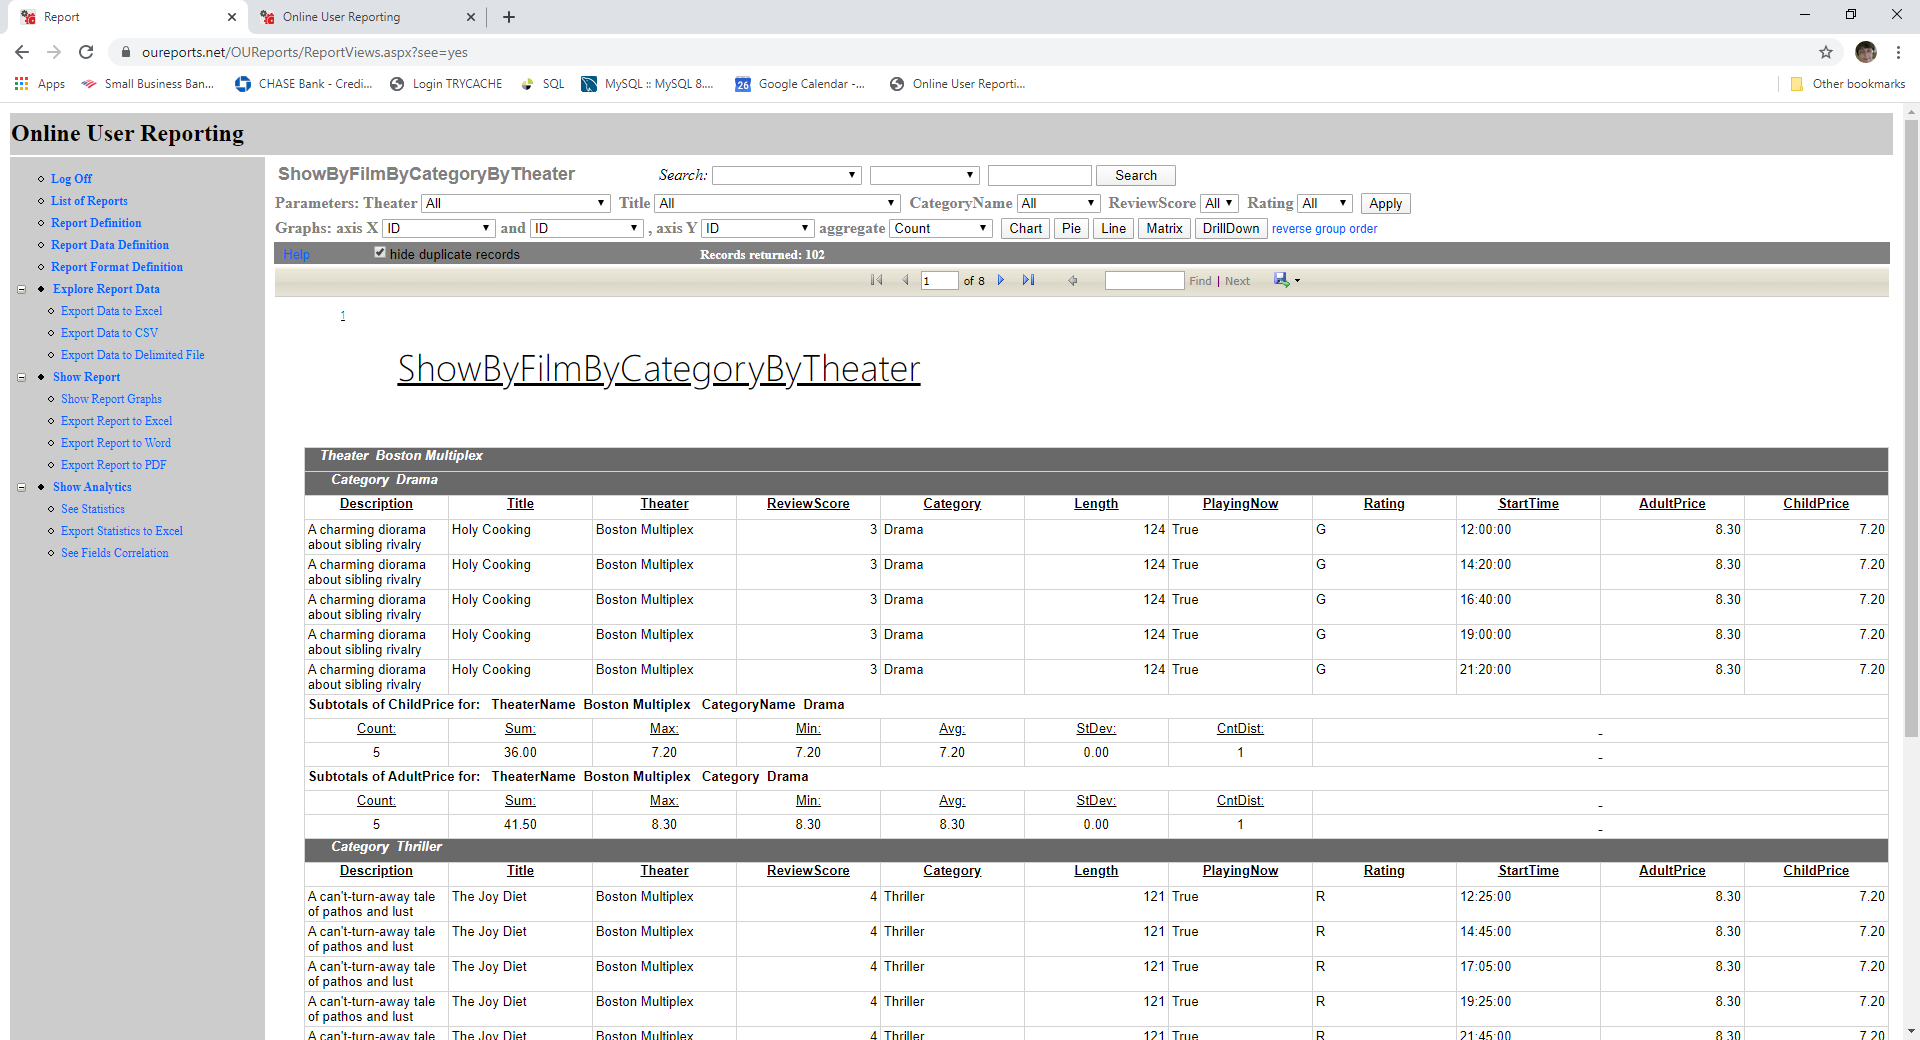 Report
Online User Reporting
oureports.net/OUReports/ReportViews.aspx?see=yes
Apps Small Business Ban... CHASE Bank - Credi... Login TRYCACHE SQL MySQL :: MySQL 8.... 26 Google Calendar -... Online User Reporti... Other bookmarks
Online User Reporting
Log Off
List of Reports
Report Definition
Report Data Definition
Report Format Definition
Explore Report Data
Export Data to Excel
Export Data to CSV
Export Data to Delimited File
Show Report
Show Report Graphs
Export Report to Excel
Export Report to Word
Export Report to PDF
Show Analytics
See Statistics
Export Statistics to Excel
See Fields Correlation
ShowByFilmByCategoryByTheater Search: Search
Parameters: Theater All Title All CategoryName All ReviewScore All Rating All Apply
Graphs: axis X ID and ID , axis Y ID aggregate Count Chart Pie Line Matrix DrillDown reverse group order
Help hide duplicate records Records returned: 102
1 of 8 Find | Next
1
ShowByFilmByCategoryByTheater
Theater Boston Multiplex
Category Drama
Description Title Theater ReviewScore Category Length PlayingNow Rating StartTime AdultPrice ChildPrice
A charming diorama Holy Cooking Boston Multiplex 3 Drama 124 True G 12:00:00 8.30 7.20
about sibling rivalry
A charming diorama Holy Cooking Boston Multiplex 3 Drama 124 True G 14:20:00 8.30 7.20
about sibling rivalry
A charming diorama Holy Cooking Boston Multiplex 3 Drama 124 True G 16:40:00 8.30 7.20
about sibling rivalry
A charming diorama Holy Cooking Boston Multiplex 3 Drama 124 True G 19:00:00 8.30 7.20
about sibling rivalry
A charming diorama Holy Cooking Boston Multiplex 3 Drama 124 True G 21:20:00 8.30 7.20
about sibling rivalry
Subtotals of ChildPrice for: TheaterName Boston Multiplex CategoryName Drama
Count: Sum: Max: Min: Avg: StDev: CntDist: -
5 36.00 7.20 7.20 7.20 0.00 1 -
Subtotals of AdultPrice for: TheaterName Boston Multiplex Category Drama
Count: Sum: Max: Min: Avg: StDev: CntDist: -
5 41.50 8.30 8.30 8.30 0.00 1 -
Category Thriller
Description Title Theater ReviewScore Category Length PlayingNow Rating StartTime AdultPrice ChildPrice
A can't-turn-away tale The Joy Diet Boston Multiplex 4 Thriller 121 True R 12:25:00 8.30 7.20
of pathos and lust
A can't-turn-away tale The Joy Diet Boston Multiplex 4 Thriller 121 True R 14:45:00 8.30 7.20
of pathos and lust
A can't-turn-away tale The Joy Diet Boston Multiplex 4 Thriller 121 True R 17:05:00 8.30 7.20
of pathos and lust
A can't-turn-away tale The Joy Diet Boston Multiplex 4 Thriller 121 True R 19:25:00 8.30 7.20
of pathos and lust
A can't-turn-away tale The Joy Diet Boston Multiplex 4 Thriller 121 True R 21:45:00 8.30 7.20